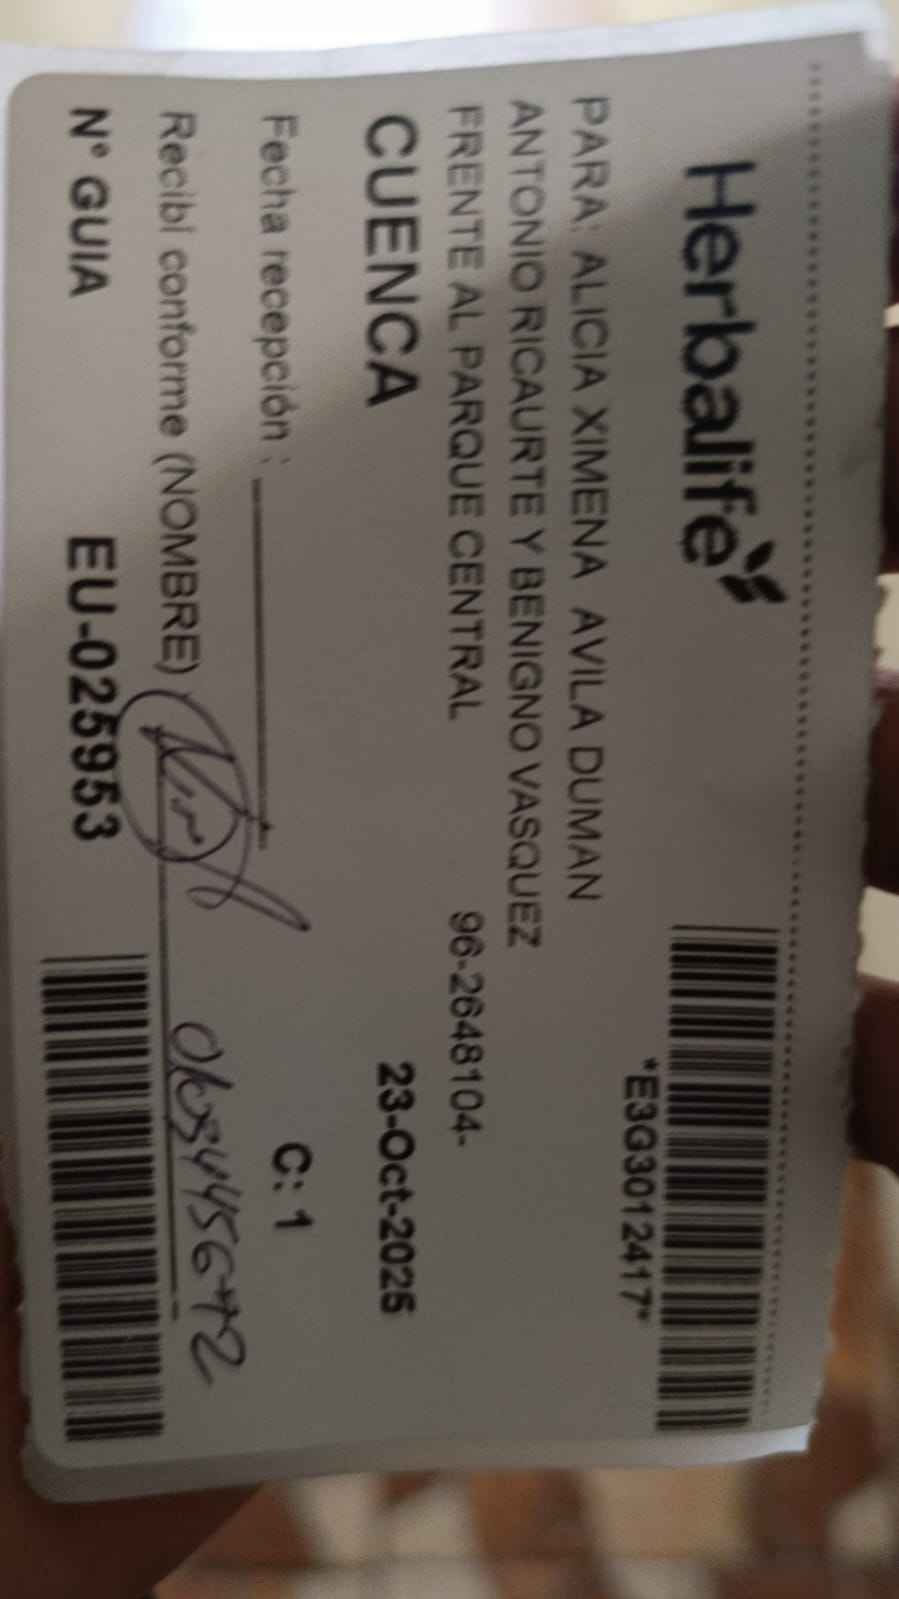 Herbalife
*E3G3012417*
PARA: ALICIA XIMENA AVILA DUMAN
ANTONIO RICAURTE Y BENIGNO VASQUEZ
FRENTE AL PARQUE CENTRAL 96-2648104-
CUENCA 23-Oct-2025
Fecha recepción : C: 1
Recibí conforme (NOMBRE)
N° GUIA EU-025953